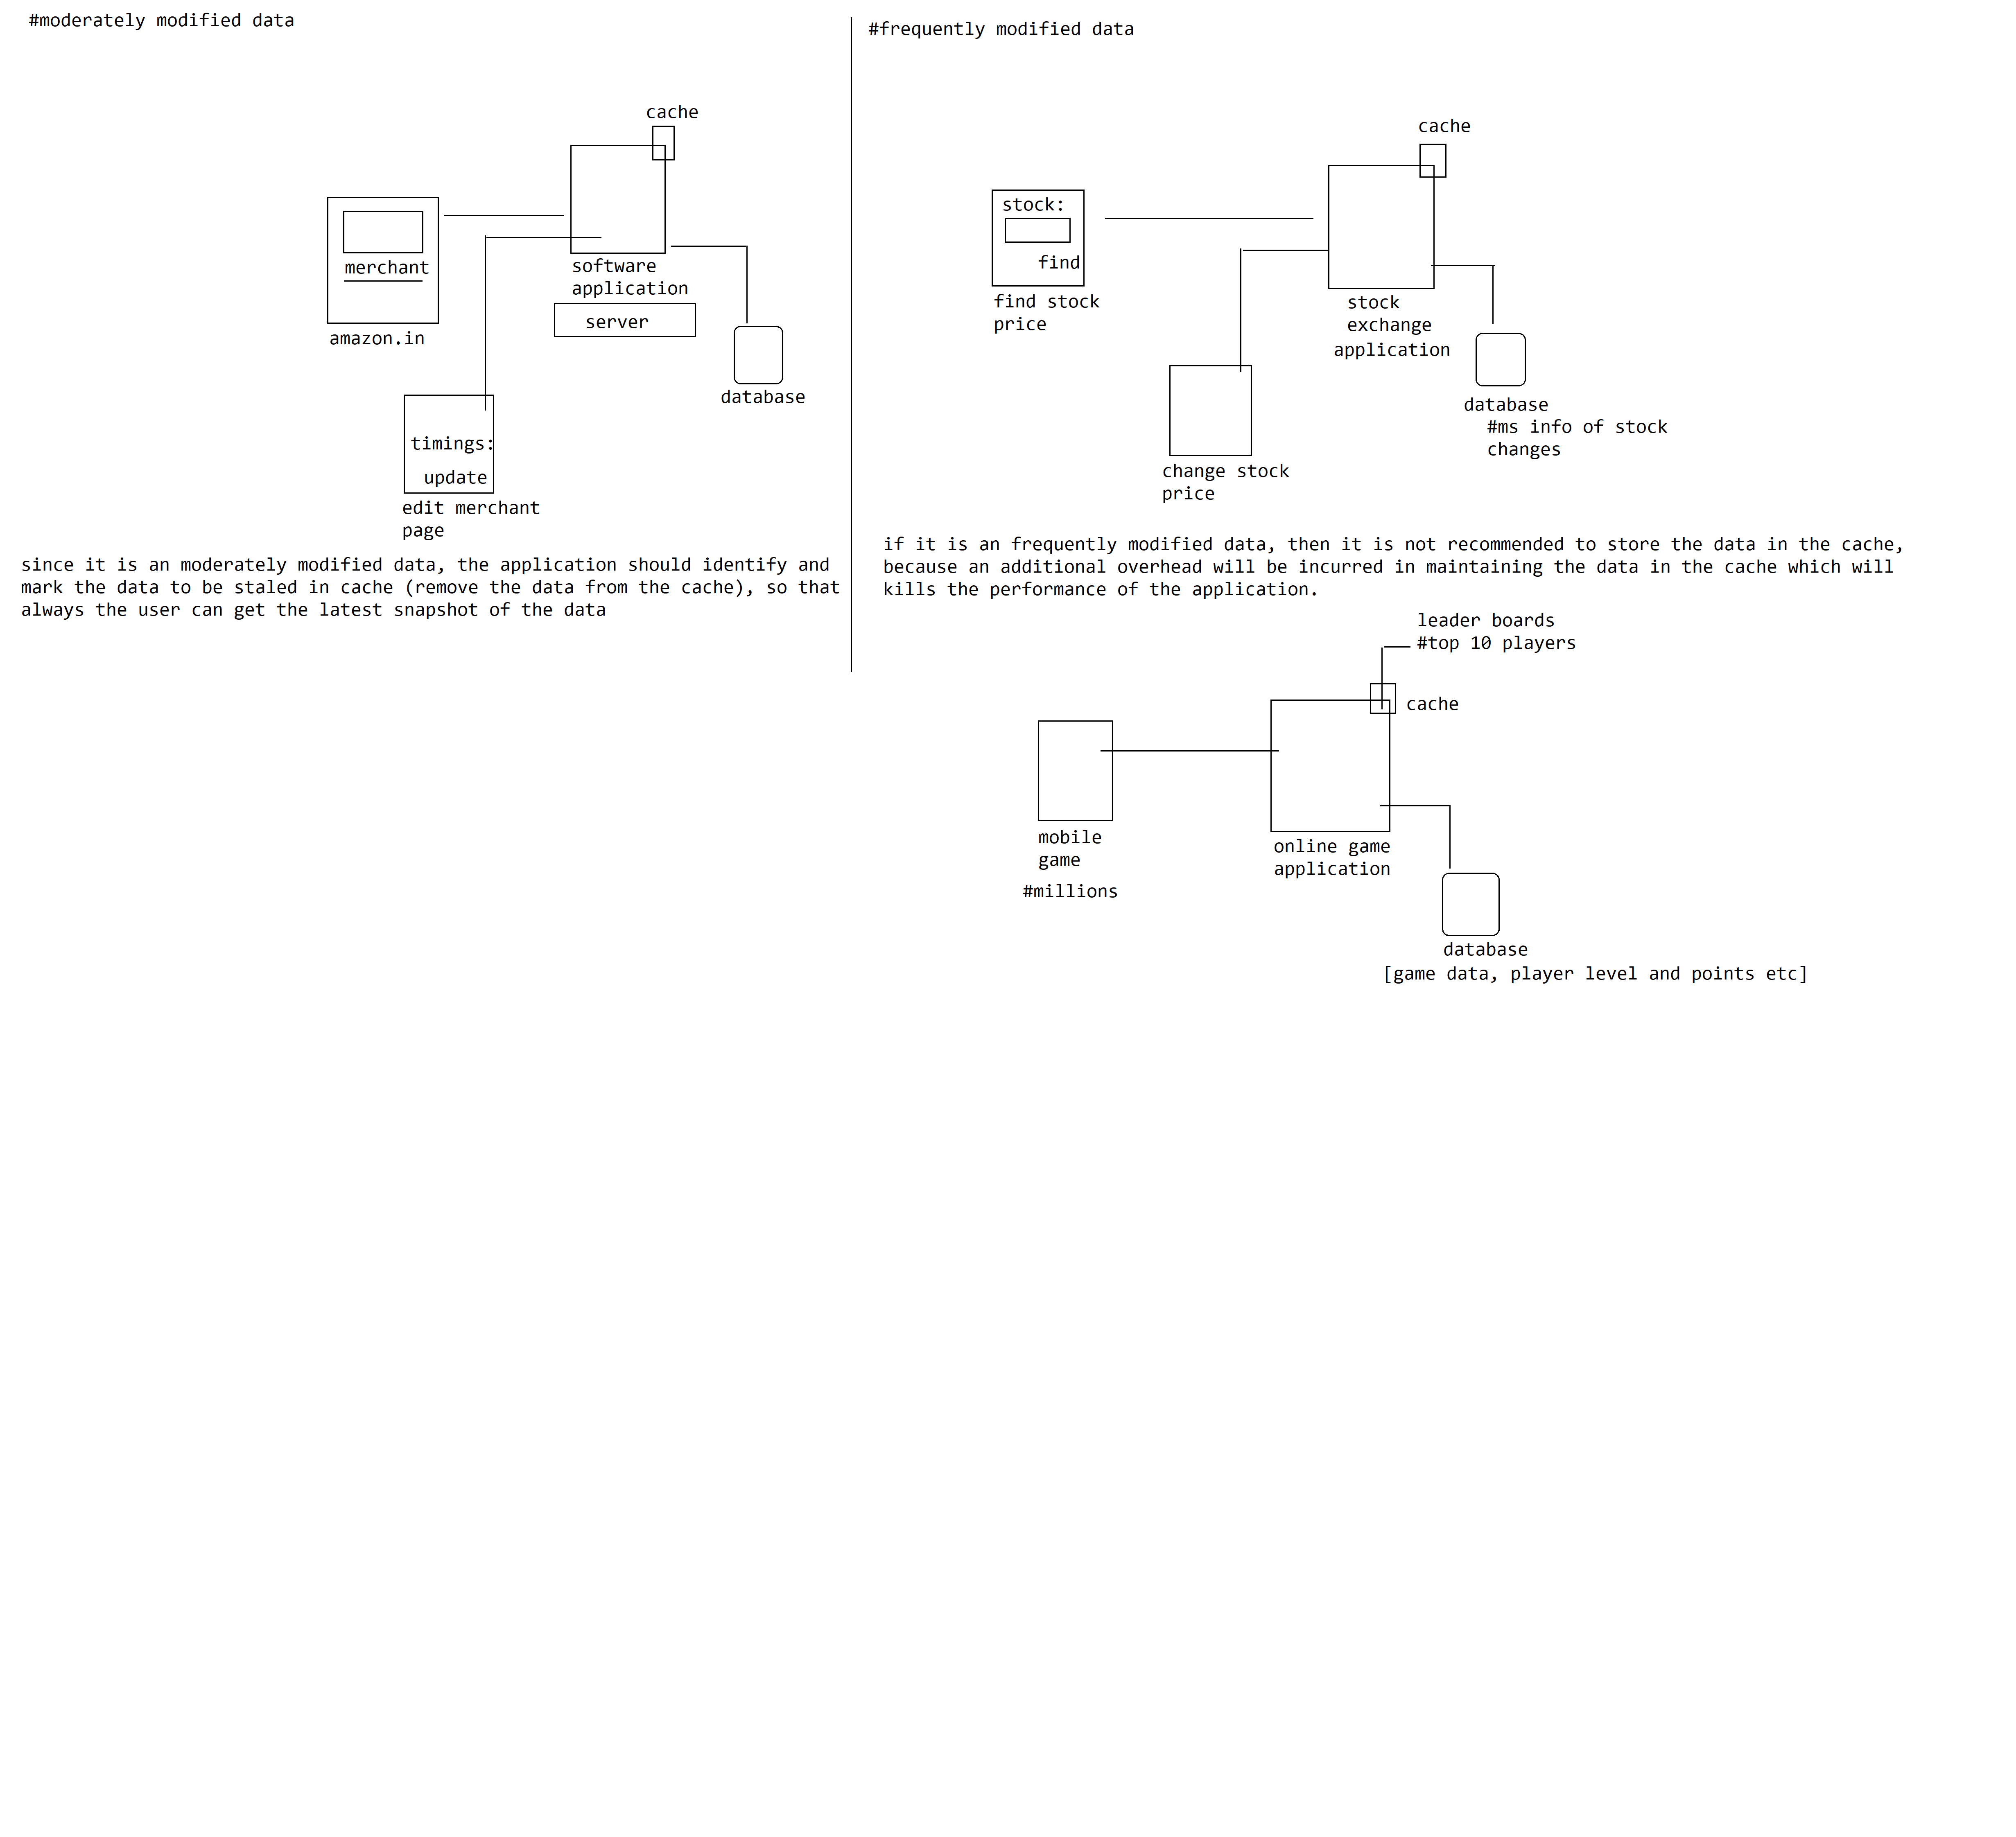 #moderately modified data
cache
merchant
amazon.in
software
application
server
database
timings:
update
edit merchant
page
since it is an moderately modified data, the application should identify and
mark the data to be staled in cache (remove the data from the cache), so that
always the user can get the latest snapshot of the data
#frequently modified data
cache
stock:
find
find stock
price
stock
exchange
application
database
#ms info of stock
changes
change stock
price
if it is an frequently modified data, then it is not recommended to store the data in the cache,
because an additional overhead will be incurred in maintaining the data in the cache which will
kills the performance of the application.
leader boards
#top 10 players
cache
mobile
game
#millions
online game
application
database
[game data, player level and points etc]